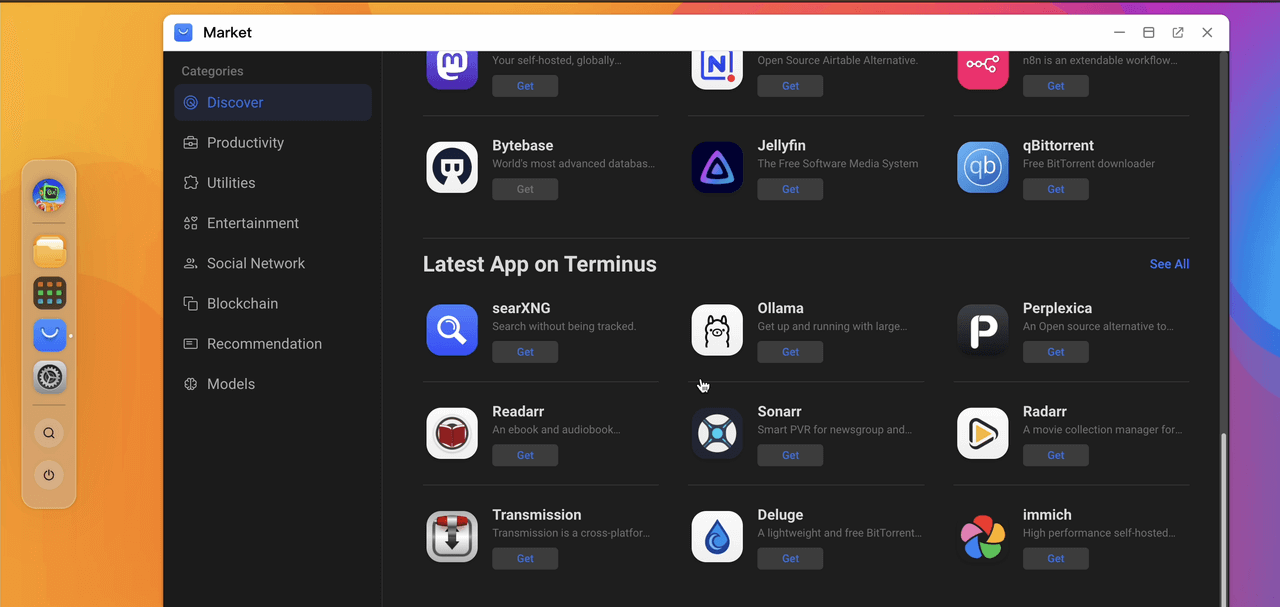 Market
Categories
Discover
Productivity
Utilities
Entertainment
Social Network
Blockchain
Recommendation
Models
Your self-hosted, globally...
Get
Open Source Airtable Alternative.
Get
n8n is an extendable workflow...
Get
Bytebase
World's most advanced databas...
Get
Jellyfin
The Free Software Media System
Get
qBittorrent
Free BitTorrent downloader
Get
Latest App on Terminus
See All
searXNG
Search without being tracked.
Get
Ollama
Get up and running with large...
Get
Perplexica
An Open source alternative to...
Get
Readarr
An ebook and audiobook...
Get
Sonarr
Smart PVR for newsgroup and...
Get
Radarr
A movie collection manager for...
Get
Transmission
Transmission is a cross-platfor...
Get
Deluge
A lightweight and free BitTorrent...
Get
immich
High performance self-hosted...
Get